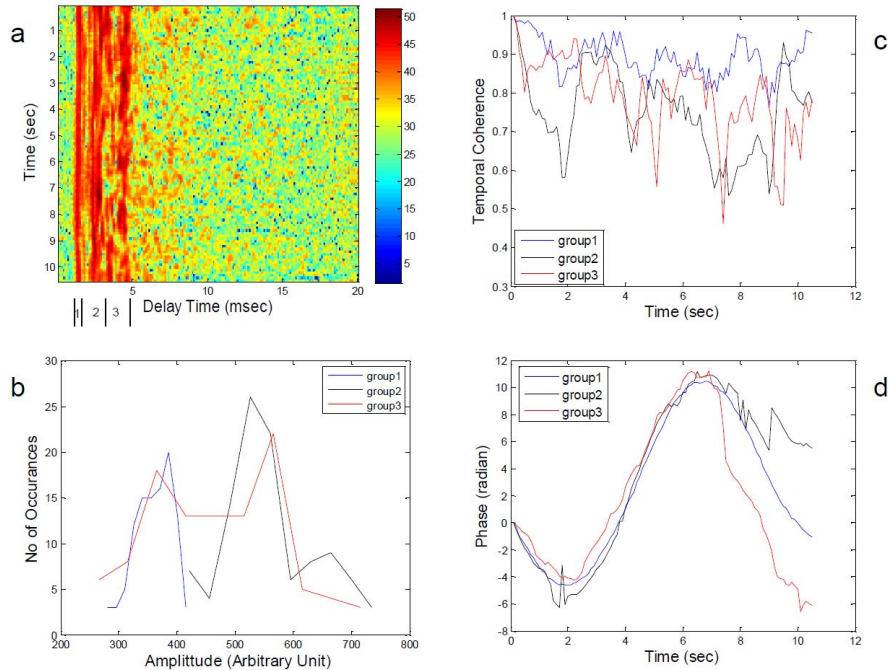 a
Time (sec)
1
2
3
4
5
6
7
8
9
10
5
10
15
20
50
45
40
35
30
25
20
15
10
5
1 2 3 Delay Time (msec)
c
Temporal Coherence
1
0.9
0.8
0.7
0.6
0.5
0.4
0.3
group1
group2
group3
0 2 4 6 8 10 12
Time (sec)
b
No of Occurances
30
25
20
15
10
5
0
group1
group2
group3
200 300 400 500 600 700 800
Amplittude (Arbitrary Unit)
d
Phase (radian)
12
10
8
6
4
2
0
-2
-4
-6
-8
group1
group2
group3
0 2 4 6 8 10 12
Time (sec)